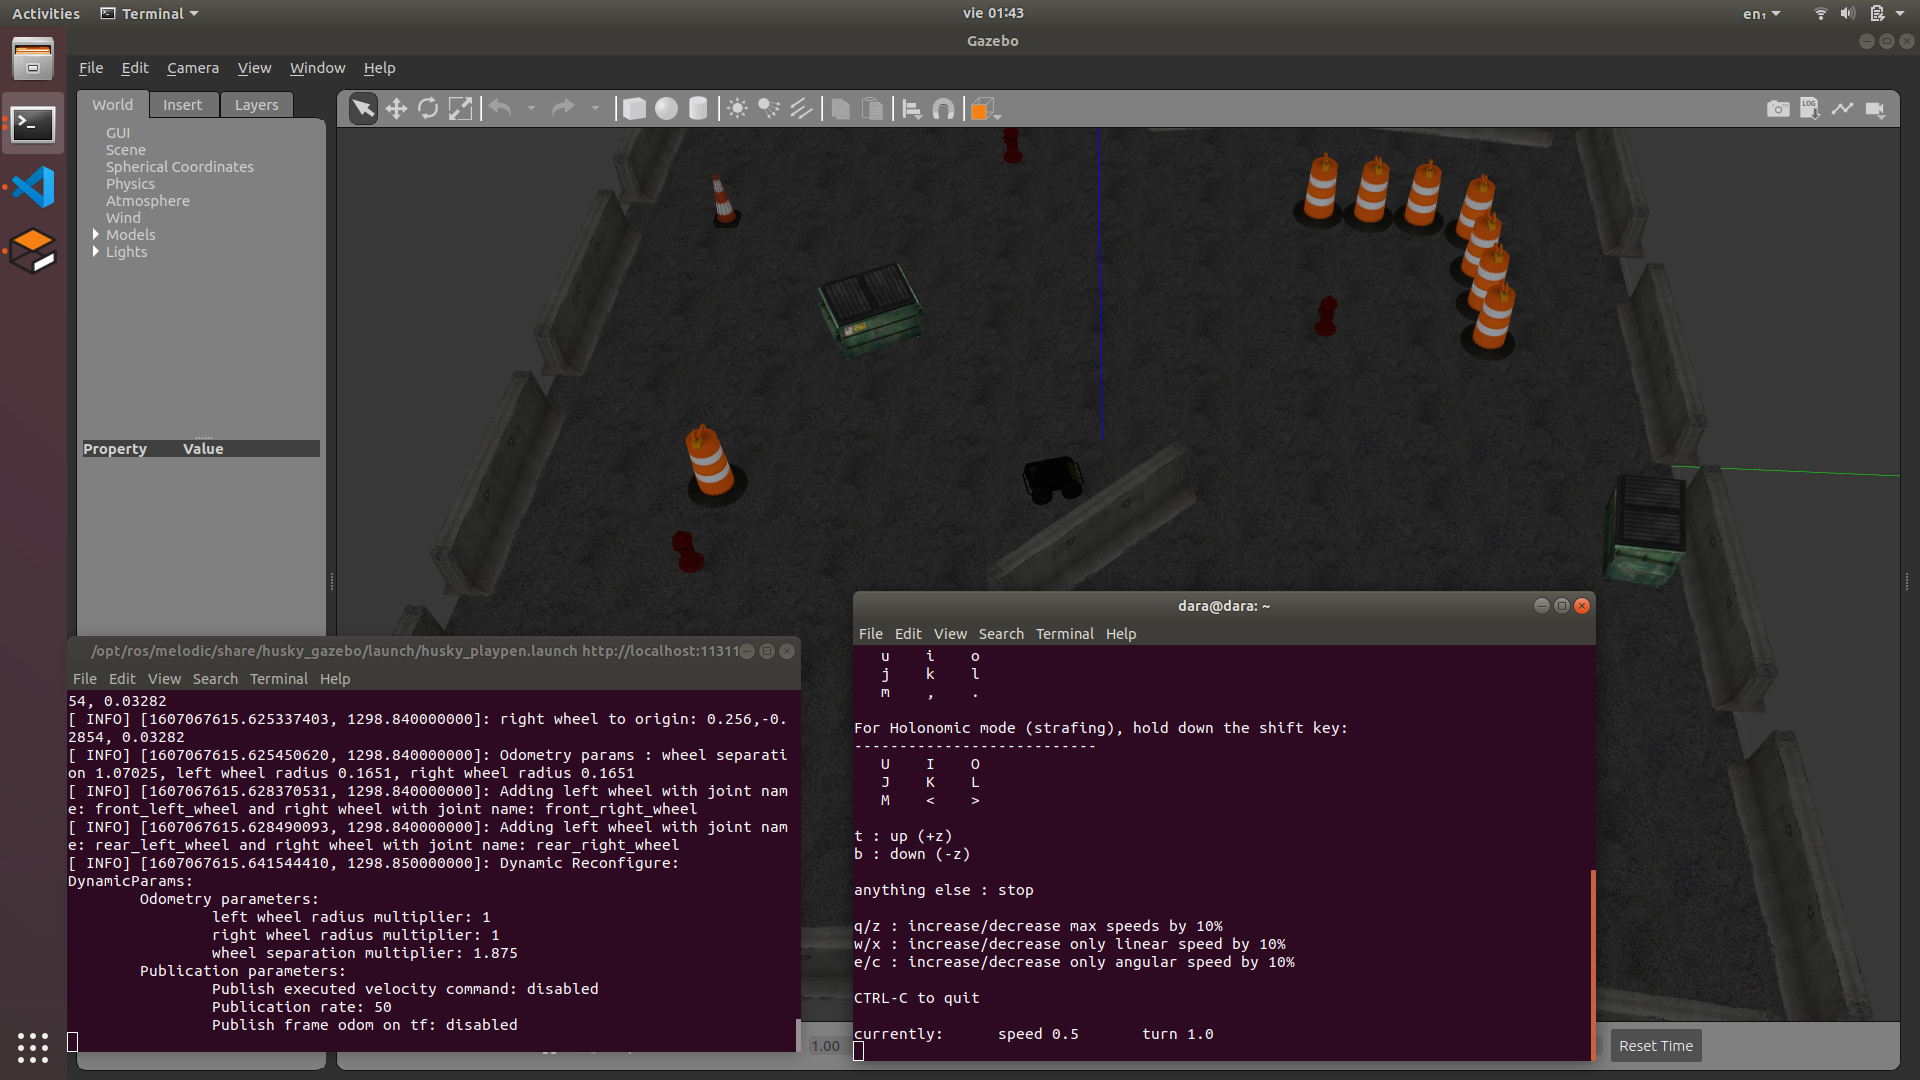 Activities
Terminal
vie 01:43
en₁
Gazebo
File Edit Camera View Window Help
World Insert Layers
GUI
Scene
Spherical Coordinates
Physics
Atmosphere
Wind
Models
Lights
Property Value
LOG
/opt/ros/melodic/share/husky_gazebo/launch/husky_playpen.launch http://localhost:11311
File Edit View Search Terminal Help
54, 0.03282
[ INFO] [1607067615.625337403, 1298.840000000]: right wheel to origin: 0.256,-0.
2854, 0.03282
[ INFO] [1607067615.625450620, 1298.840000000]: Odometry params : wheel separati
on 1.07025, left wheel radius 0.1651, right wheel radius 0.1651
[ INFO] [1607067615.628370531, 1298.840000000]: Adding left wheel with joint nam
e: front_left_wheel and right wheel with joint name: front_right_wheel
[ INFO] [1607067615.628490093, 1298.840000000]: Adding left wheel with joint nam
e: rear_left_wheel and right wheel with joint name: rear_right_wheel
[ INFO] [1607067615.641544410, 1298.850000000]: Dynamic Reconfigure:
DynamicParams:
Odometry parameters:
left wheel radius multiplier: 1
right wheel radius multiplier: 1
wheel separation multiplier: 1.875
Publication parameters:
Publish executed velocity command: disabled
Publication rate: 50
Publish frame odom on tf: disabled
dara@dara: ~
File Edit View Search Terminal Help
u i o
j k l
m , .
For Holonomic mode (strafing), hold down the shift key:
---------------------------
U I O
J K L
M < >
t : up (+z)
b : down (-z)
anything else : stop
q/z : increase/decrease max speeds by 10%
w/x : increase/decrease only linear speed by 10%
e/c : increase/decrease only angular speed by 10%
CTRL-C to quit
currently: speed 0.5 turn 1.0
1.00
Reset Time